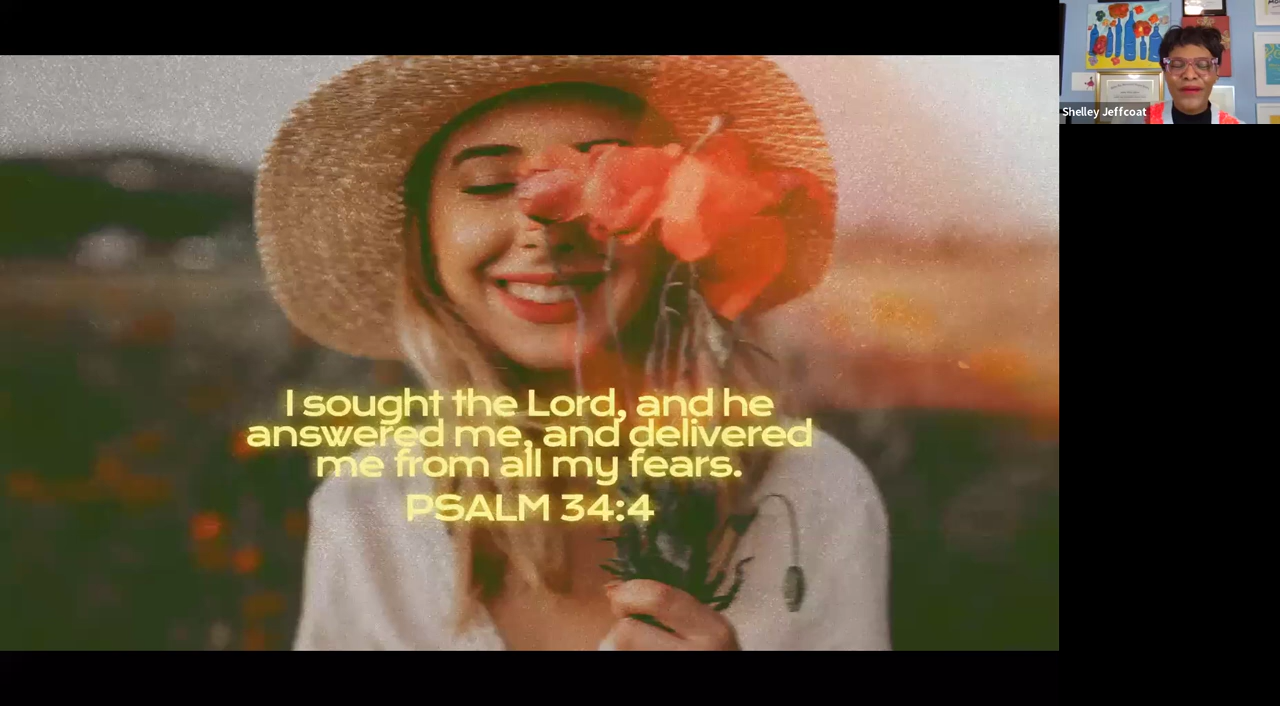 I sought the Lord, and he
answered me, and delivered
me from all my fears.
PSALM 34:4
Shelley Jeffcoat